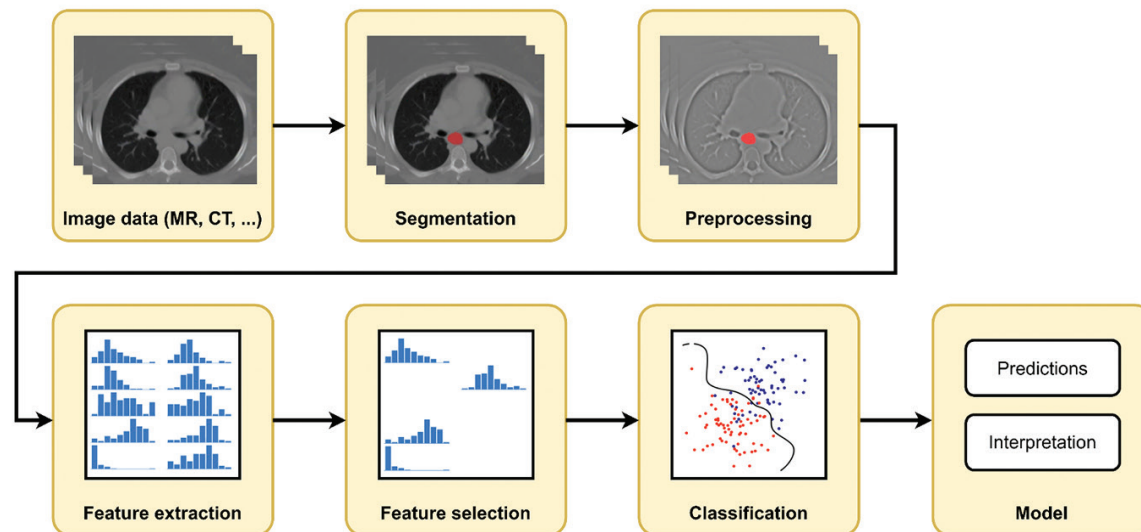 Image data (MR, CT, ...)
Segmentation
Preprocessing
Feature extraction
Feature selection
Classification
Predictions
Interpretation
Model